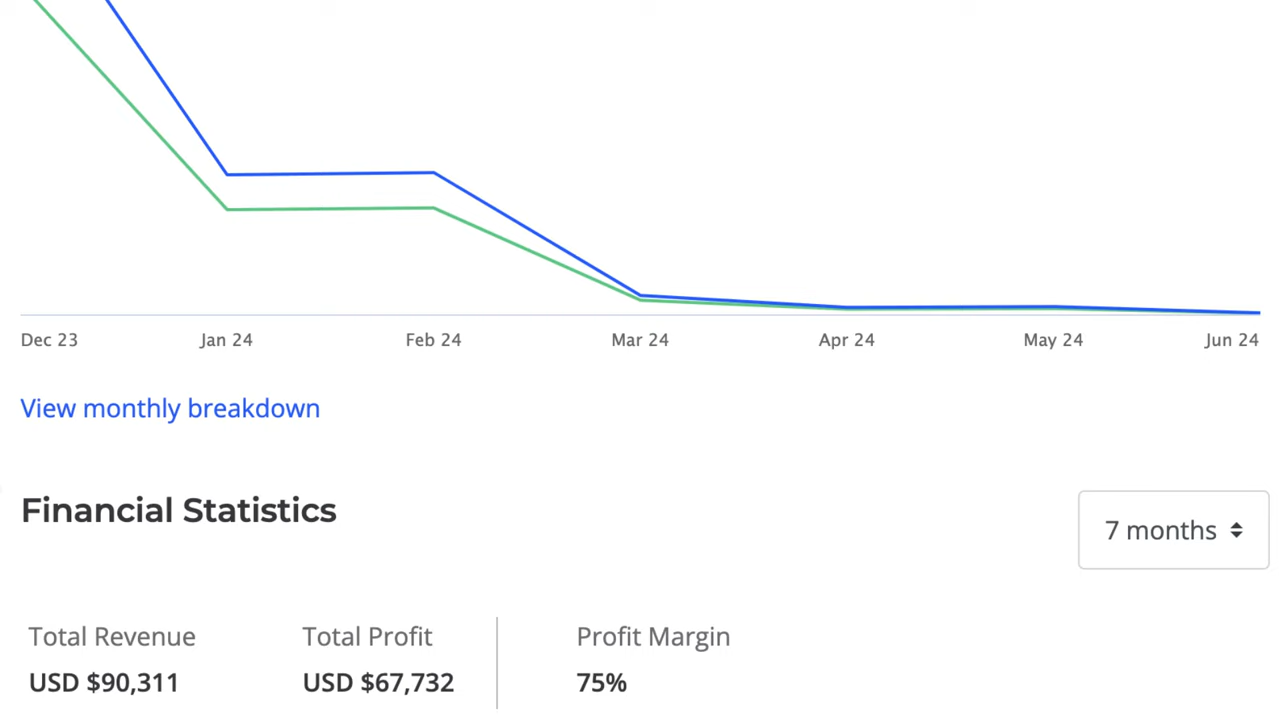 Dec 23 Jan 24 Feb 24 Mar 24 Apr 24 May 24 Jun 24
View monthly breakdown
Financial Statistics
7 months
Total Revenue Total Profit Profit Margin
USD $90,311 USD $67,732 75%